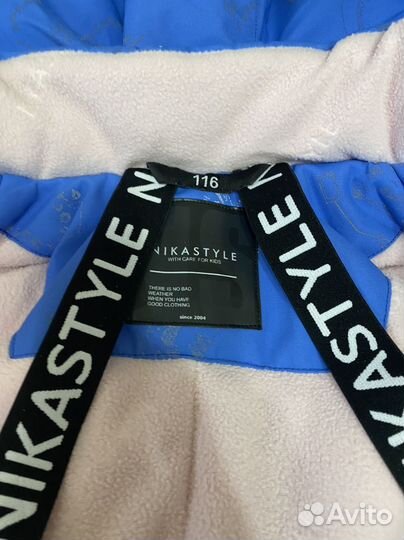 116
NIKASTYLE N
NIKASTYLE
NIKASTYLE
WITH CARE FOR KIDS
THERE IS NO BAD
WEATHER
WHEN YOU HAVE
GOOD CLOTHING
since 2004
Avito